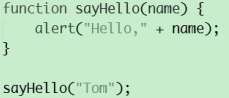 function sayHello(name) {
    alert("Hello," + name);
}

sayHello("Tom");